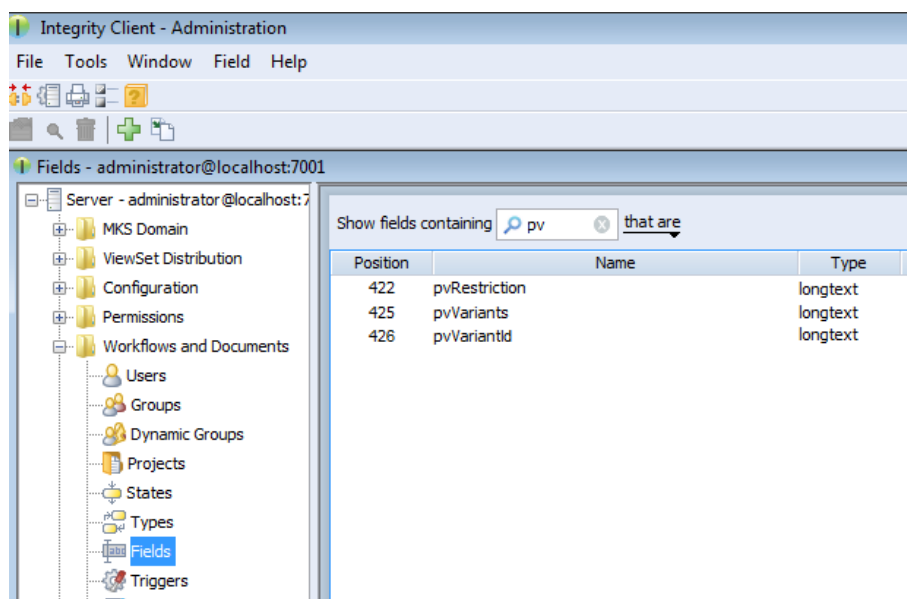 Integrity Client - Administration
File Tools Window Field Help
Fields - administrator@localhost:7001
Server - administrator@localhost:7
MKS Domain
ViewSet Distribution
Configuration
Permissions
Workflows and Documents
Users
Groups
Dynamic Groups
Projects
States
Types
Fields
Triggers
Show fields containing pv that are
Position Name Type
422 pvRestriction longtext
425 pvVariants longtext
426 pvVariantId longtext